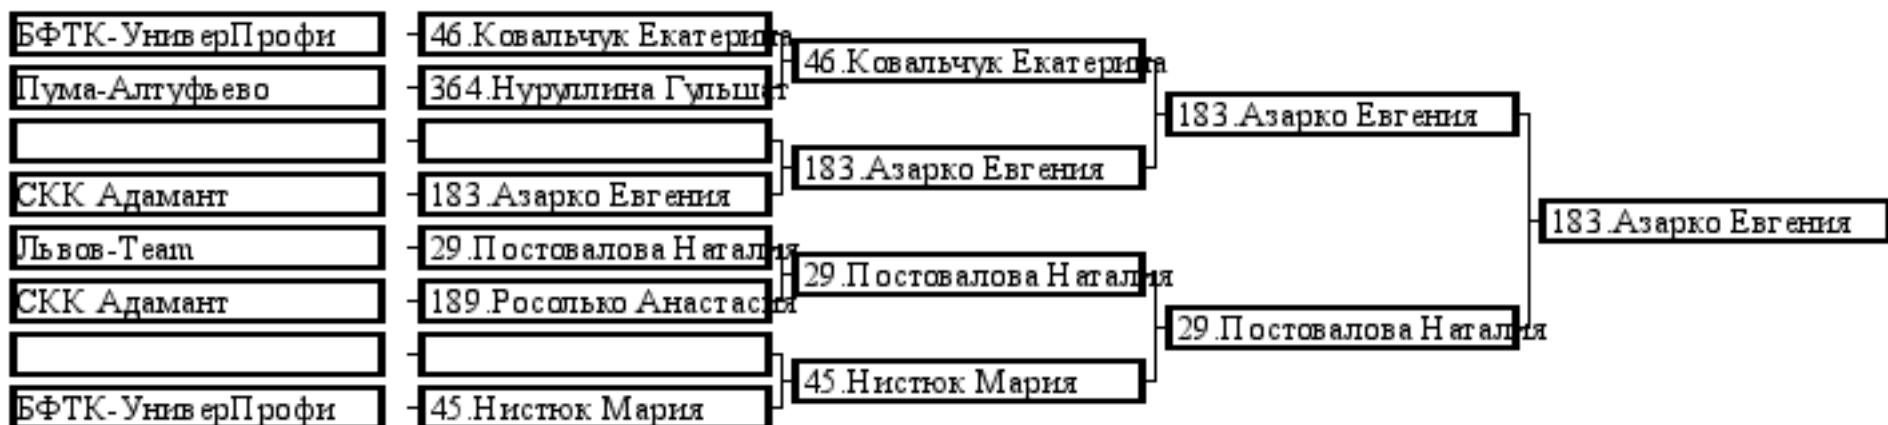 БФТК-УниверПрофи 46.Ковальчук Екатерина
46.Ковальчук Екатерина
Пума-Алтуфьево 364.Нуруллина Гульшат
183.Азарко Евгения
183.Азарко Евгения
СКК Адамант 183.Азарко Евгения
183.Азарко Евгения
Львов-Team 29.Постовалова Наталия
29.Постовалова Наталия
СКК Адамант 189.Росолько Анастасия
29.Постовалова Наталия
45.Нистюк Мария
БФТК-УниверПрофи 45.Нистюк Мария